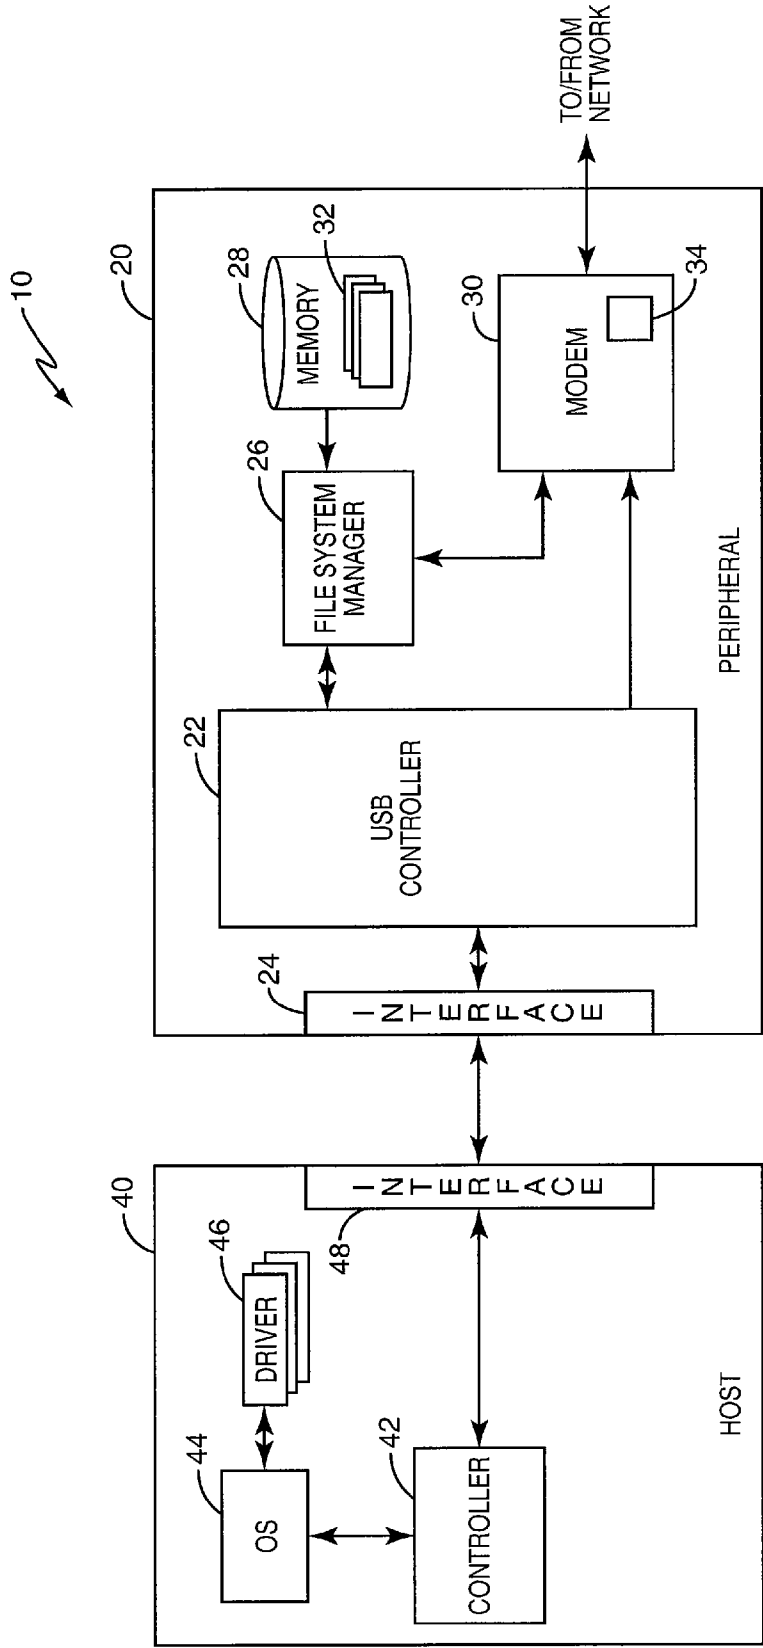 10
40
44
OS
46
DRIVER
42
CONTROLLER
48
INTERFACE
HOST
20
24
INTERFACE
22
USB
CONTROLLER
26
FILE SYSTEM
MANAGER
28
MEMORY
32
30
MODEM
34
PERIPHERAL
TO/FROM
NETWORK